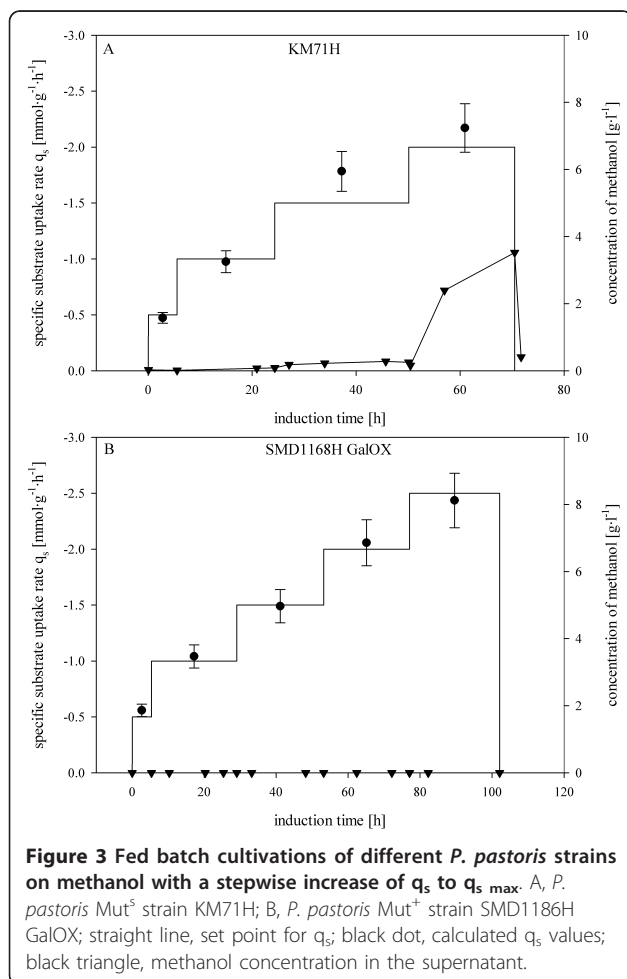 A
KM71H
specific substrate uptake rate qs [mmol·g-1·h-1]
-3.0
-2.5
-2.0
-1.5
-1.0
-0.5
0.0
concentration of methanol [g·l-1]
10
8
6
4
2
0
0 20 40 60 80
induction time [h]
B
SMD1168H GalOX
specific substrate uptake rate qs [mmol·g-1·h-1]
-3.0
-2.5
-2.0
-1.5
-1.0
-0.5
0.0
concentration of methanol [g·l-1]
10
8
6
4
2
0
0 20 40 60 80 100 120
induction time [h]
Figure 3 Fed batch cultivations of different P. pastoris strains
on methanol with a stepwise increase of qs to qs max. A, P.
pastoris Muts strain KM71H; B, P. pastoris Mut+ strain SMD1186H
GalOX; straight line, set point for qs; black dot, calculated qs values;
black triangle, methanol concentration in the supernatant.